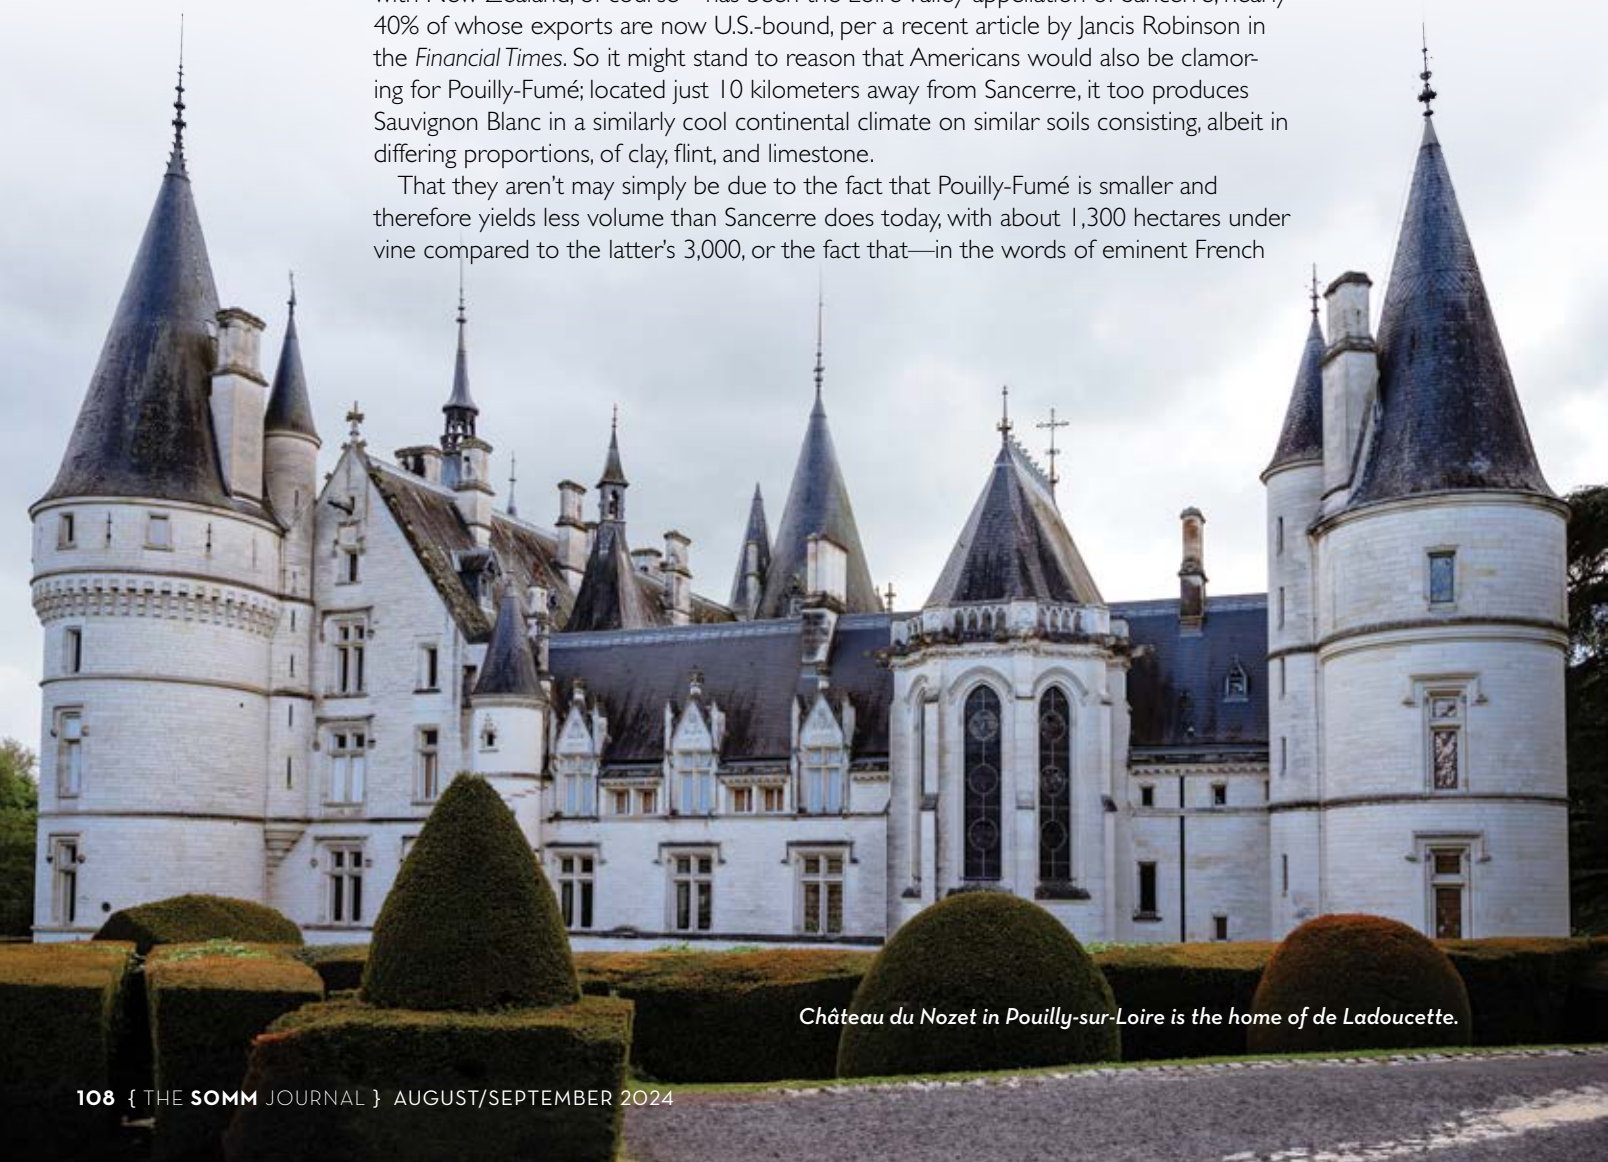 40% of whose exports are now U.S.-bound, per a recent article by Jancis Robinson in
the Financial Times. So it might stand to reason that Americans would also be clamor-
ing for Pouilly-Fumé; located just 10 kilometers away from Sancerre, it too produces
Sauvignon Blanc in a similarly cool continental climate on similar soils consisting, albeit in
differing proportions, of clay, flint, and limestone.
That they aren’t may simply be due to the fact that Pouilly-Fumé is smaller and
therefore yields less volume than Sancerre does today, with about 1,300 hectares under
vine compared to the latter’s 3,000, or the fact that—in the words of eminent French
Château du Nozet in Pouilly-sur-Loire is the home of de Ladoucette.
108 { THE SOMM JOURNAL } AUGUST/SEPTEMBER 2024